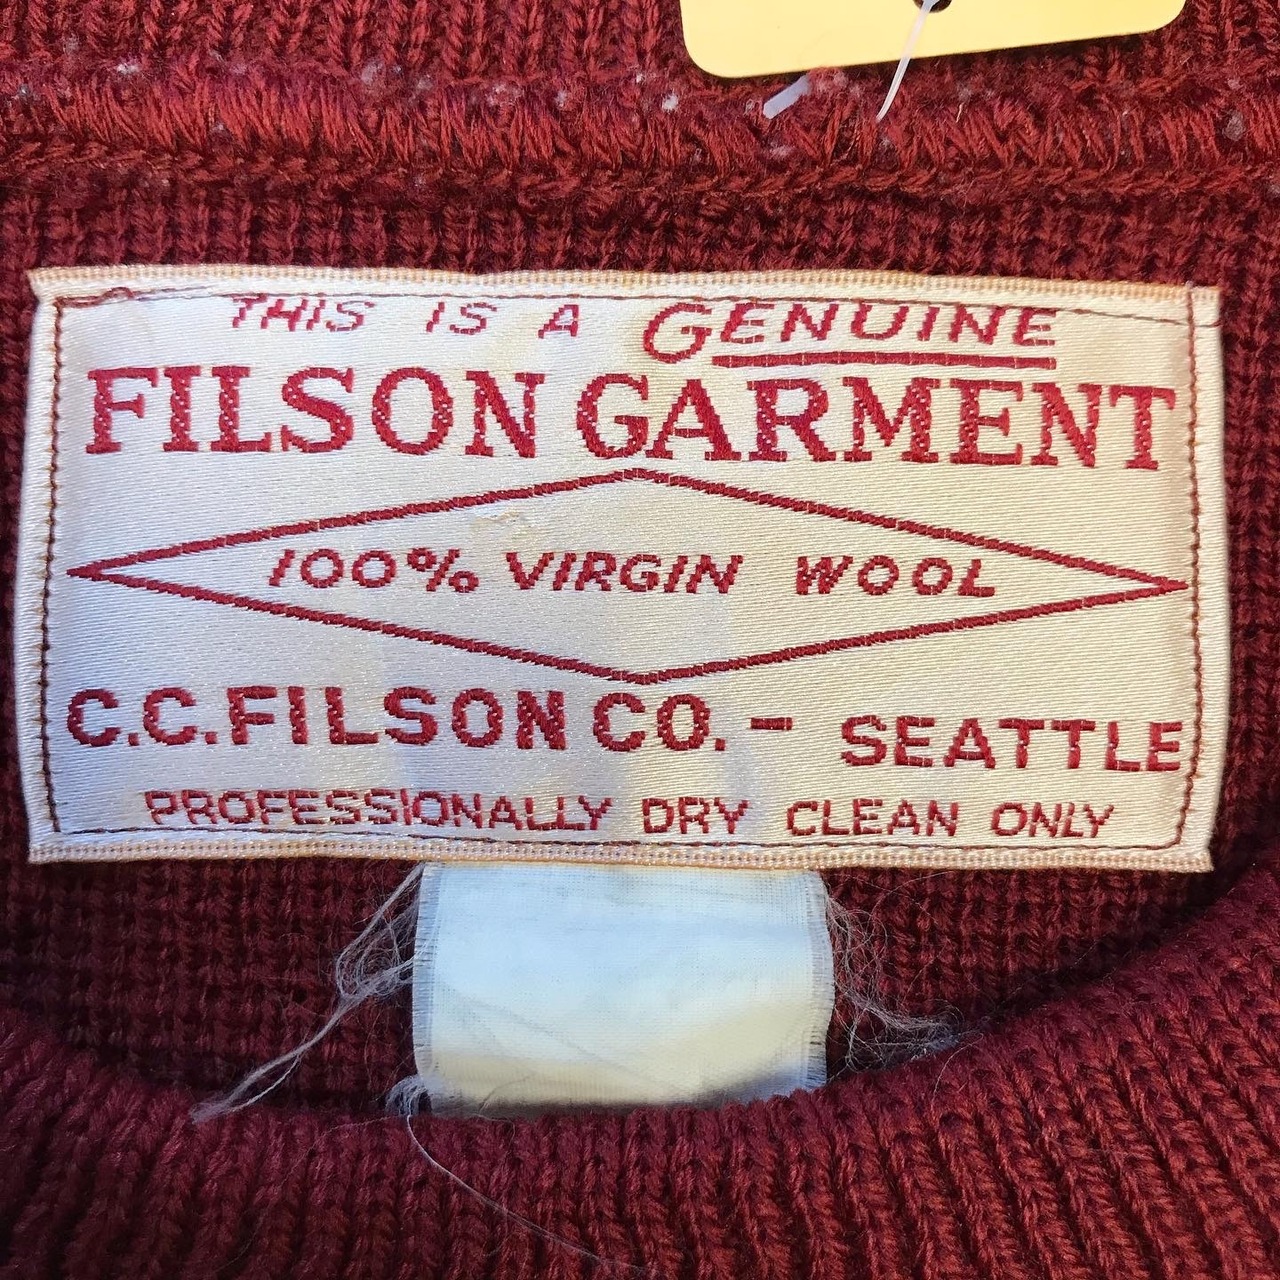 THIS IS A GENUINE
FILSON GARMENT
100% VIRGIN WOOL
C.C. FILSON CO. - SEATTLE
PROFESSIONALLY DRY CLEAN ONLY